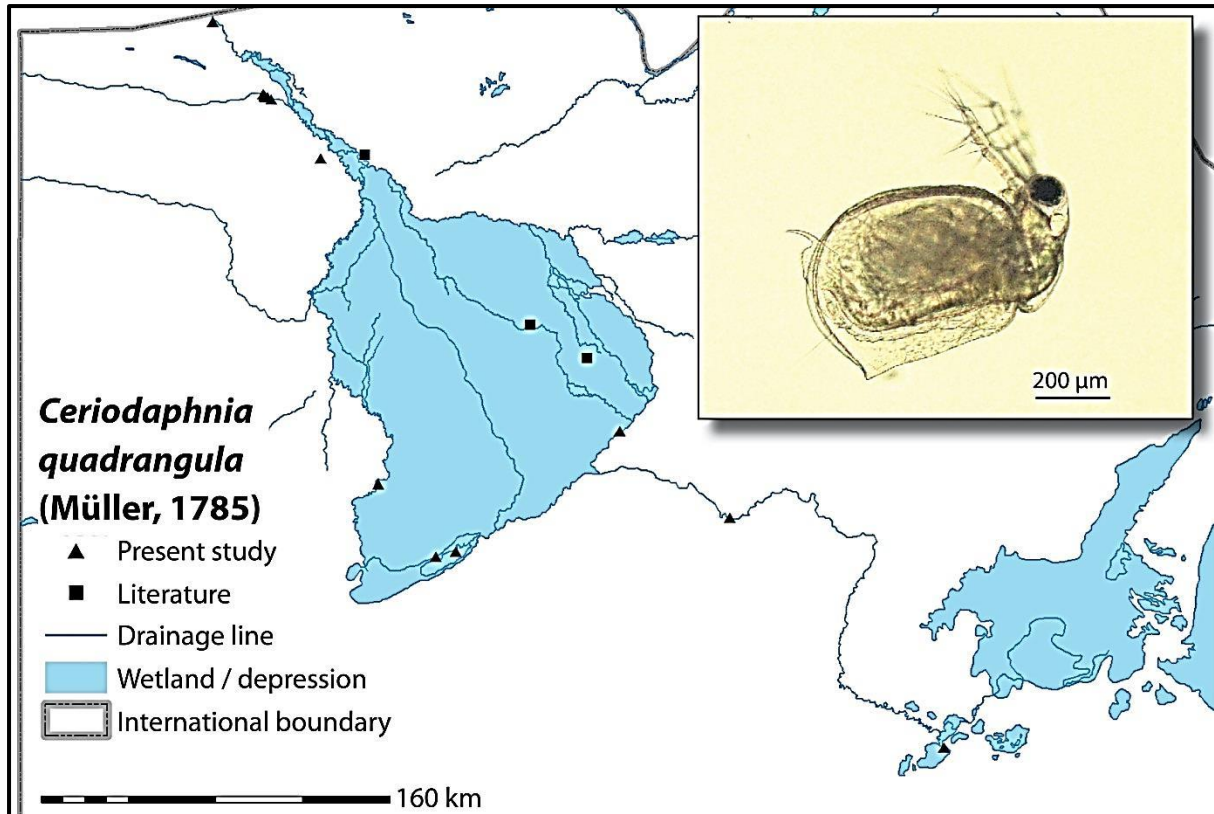 200 µm
Ceriodaphnia
quadrangula
(Müller, 1785)
Present study
Literature
Drainage line
Wetland / depression
International boundary
160 km